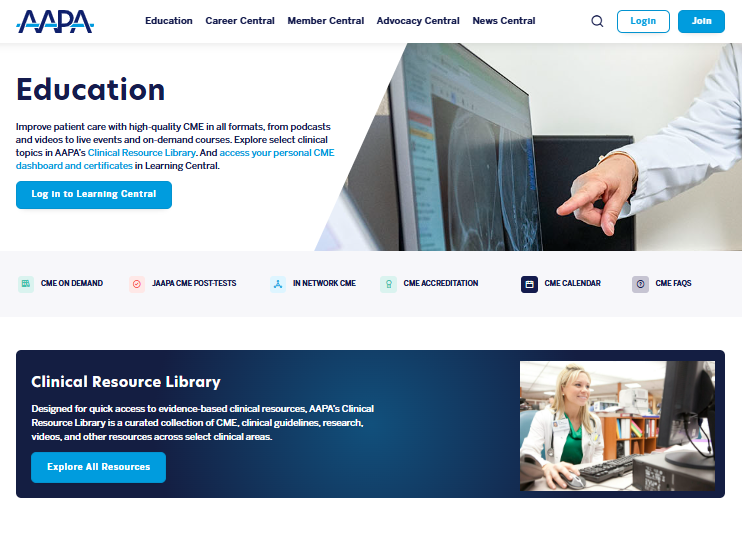 AAPA
Education Career Central Member Central Advocacy Central News Central
Login
Join
Education
Improve patient care with high-quality CME in all formats, from podcasts
and videos to live events and on-demand courses. Explore select clinical
topics in AAPA's Clinical Resource Library. And access your personal CME
dashboard and certificates in Learning Central.
Log in to Learning Central
CME ON DEMAND
JAAPA CME POST-TESTS
IN NETWORK CME
CME ACCREDITATION
CME CALENDAR
CME FAQS
Clinical Resource Library
Designed for quick access to evidence-based clinical resources, AAPA's Clinical
Resource Library is a curated collection of CME, clinical guidelines, research,
videos, and other resources across select clinical areas.
Explore All Resources